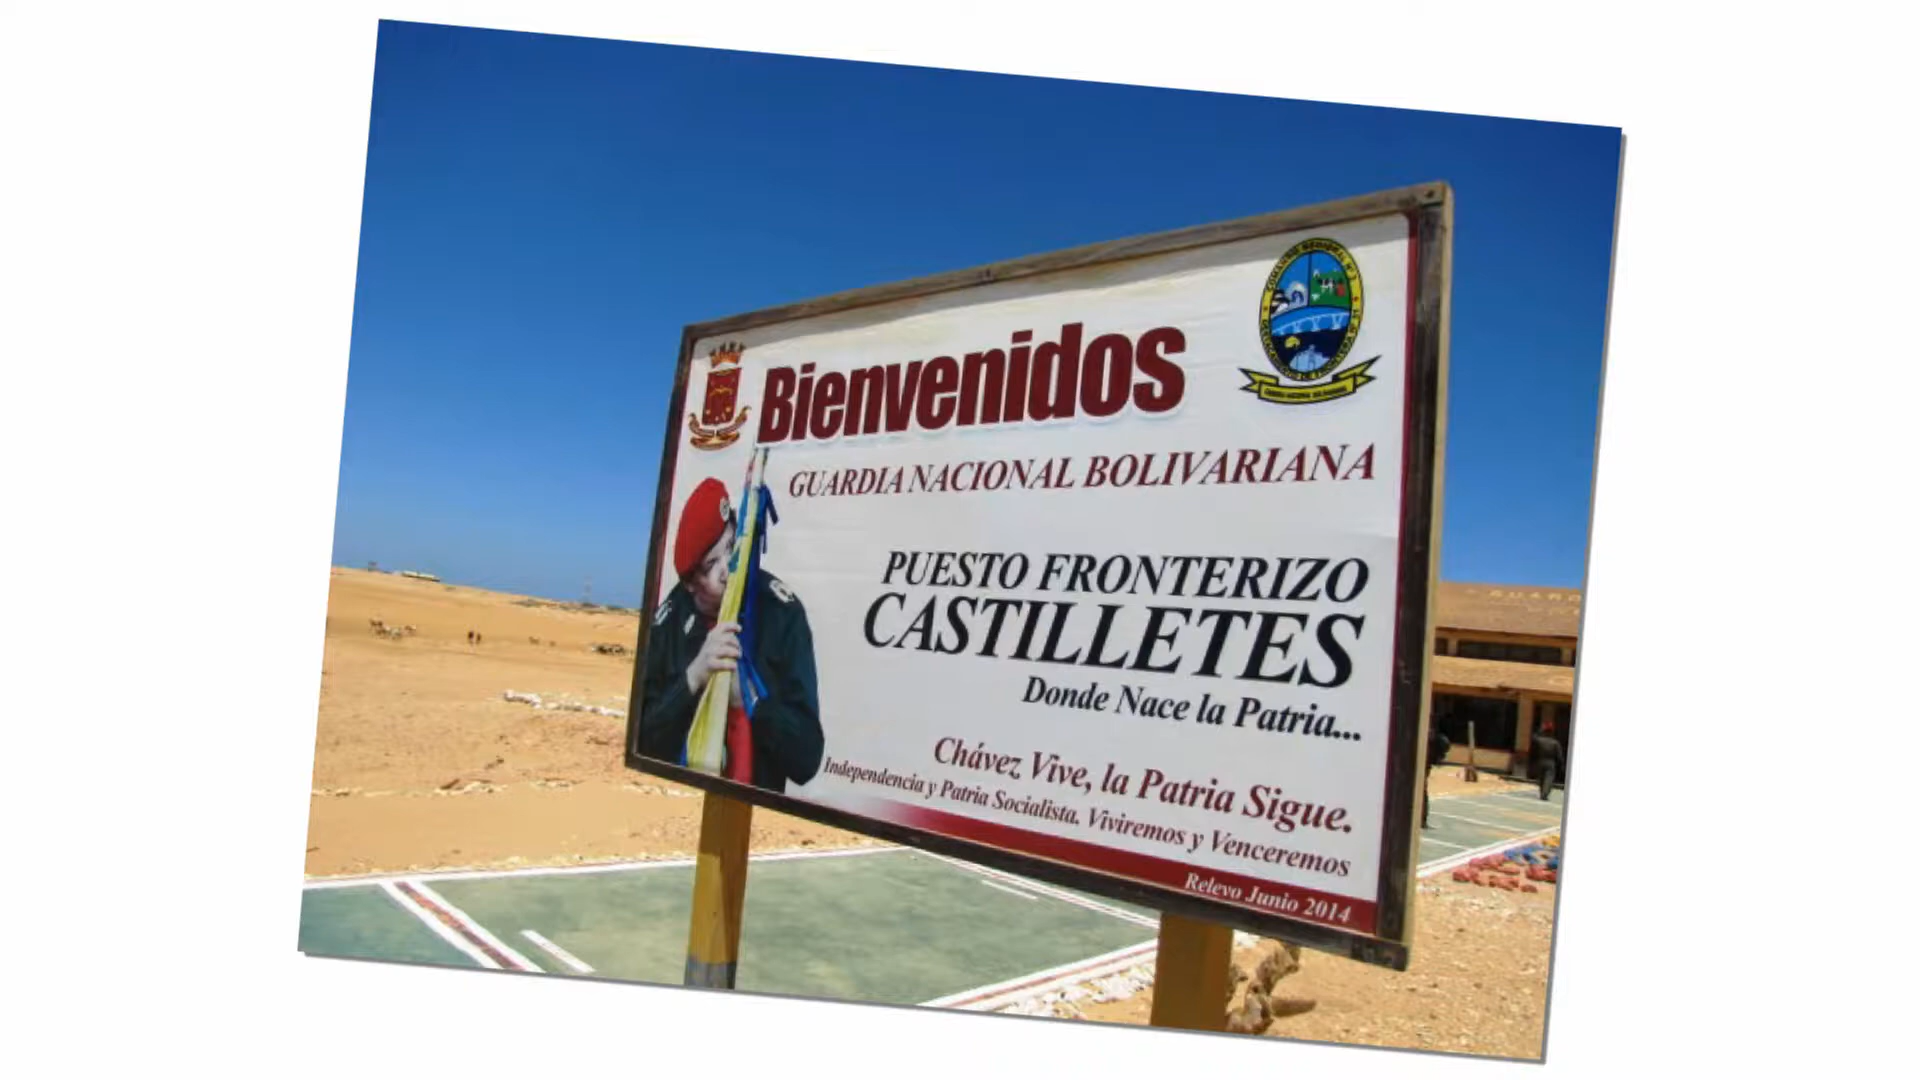 Bienvenidos
GUARDIA NACIONAL BOLIVARIANA
PUESTO FRONTERIZO
CASTILLETES
Donde Nace la Patria...
Chávez Vive, la Patria Sigue.
Independencia y Patria Socialista. Viviremos y Venceremos
Relevo Junio 2014